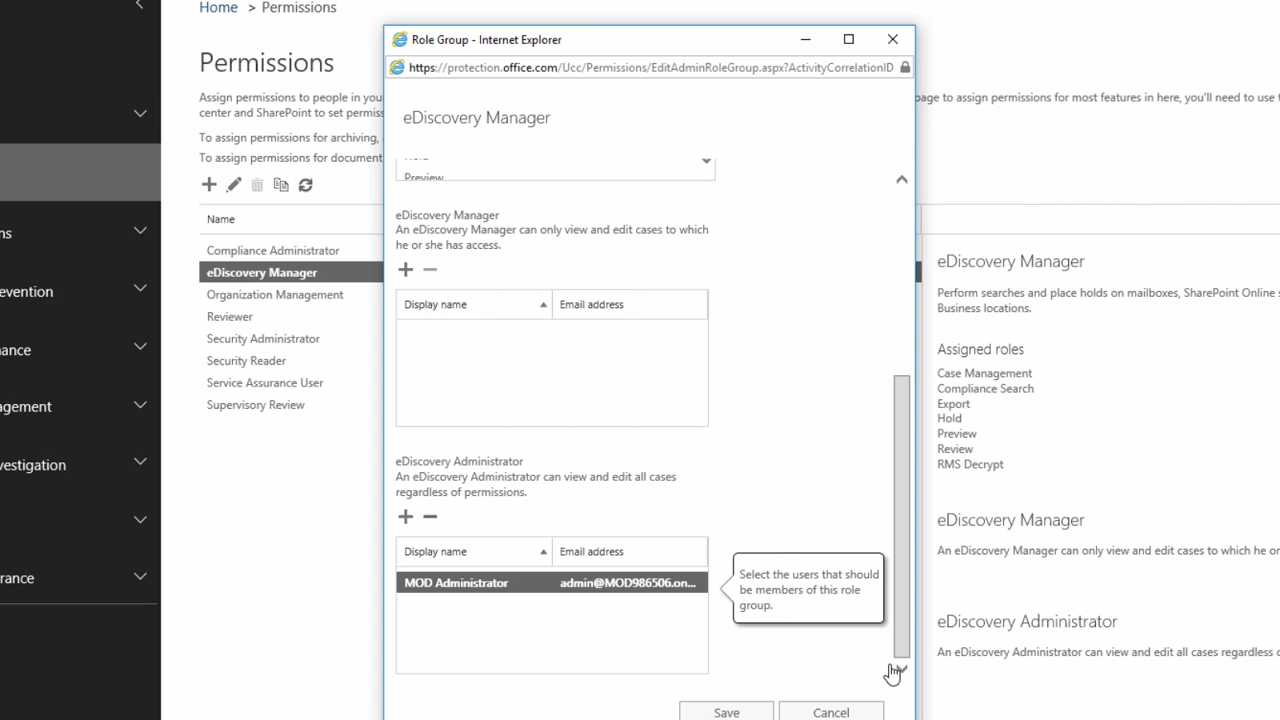 Home > Permissions
Permissions
Assign permissions to people in your
page to assign permissions for most features in here, you'll need to use t
center and SharePoint to set permiss
To assign permissions for archiving,
To assign permissions for document
Name
Compliance Administrator
eDiscovery Manager
Organization Management
Reviewer
Security Administrator
Security Reader
Service Assurance User
Supervisory Review
ns
evention
ance
agement
vestigation
rance
Role Group - Internet Explorer
https://protection.office.com/Ucc/Permissions/EditAdminRoleGroup.aspx?ActivityCorrelationID
eDiscovery Manager
Preview
eDiscovery Manager
An eDiscovery Manager can only view and edit cases to which
he or she has access.
Display name Email address
eDiscovery Administrator
An eDiscovery Administrator can view and edit all cases
regardless of permissions.
Display name Email address
MOD Administrator admin@MOD986506.on...
Select the users that should
be members of this role
group.
Save Cancel
eDiscovery Manager
Perform searches and place holds on mailboxes, SharePoint Online s
Business locations.
Assigned roles
Case Management
Compliance Search
Export
Hold
Preview
Review
RMS Decrypt
eDiscovery Manager
An eDiscovery Manager can only view and edit cases to which he or
eDiscovery Administrator
An eDiscovery Administrator can view and edit all cases regardless o